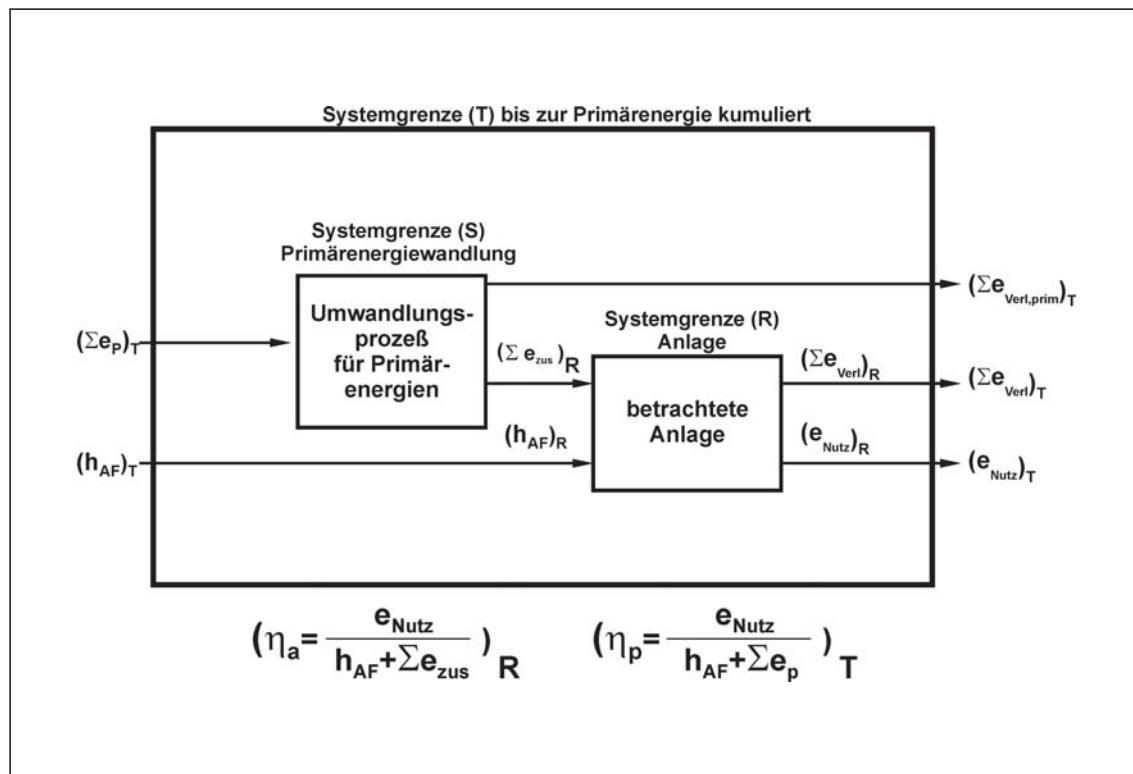 Systemgrenze (T) bis zur Primärenergie kumuliert
Systemgrenze (S)
Primärenergiewandlung
Umwandlungs-
prozeß
für Primär-
energien
(Σe_P)_T
(h_AF)_T
(Σ e_zus)_R
(h_AF)_R
Systemgrenze (R)
Anlage
betrachtete
Anlage
(Σe_Verl)_R
(e_Nutz)_R
(Σe_Verl,prim)_T
(Σe_Verl)_T
(e_Nutz)_T
(η_a = e_Nutz / h_AF+Σe_zus)_R
(η_p = e_Nutz / h_AF+Σe_p)_T